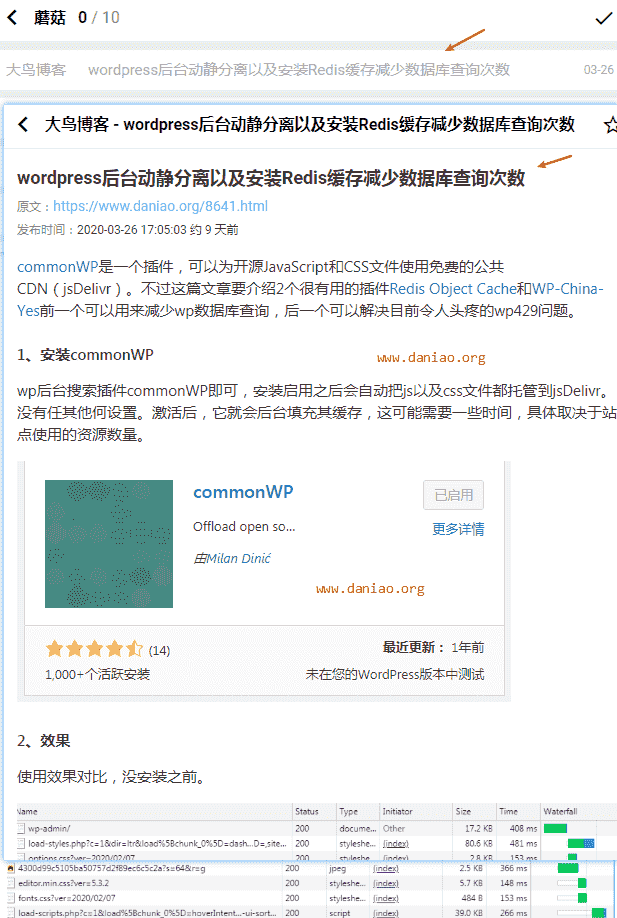 蘑菇 0 / 10
大鸟博客 wordpress后台动静分离以及安装Redis缓存减少数据库查询次数 03-26
大鸟博客 - wordpress后台动静分离以及安装Redis缓存减少数据库查询次数
wordpress后台动静分离以及安装Redis缓存减少数据库查询次数
原文：https://www.daniao.org/8641.html
发布时间：2020-03-26 17:05:03 约 9 天前
commonWP是一个插件，可以为开源JavaScript和CSS文件使用免费的公共
CDN（jsDelivr）。不过这篇文章要介绍2个很有用的插件Redis Object Cache和WP-China-
Yes前一个可以用来减少wp数据库查询，后一个可以解决目前令人头疼的wp429问题。
1、安装commonWP
www.daniao.org
wp后台搜索插件commonWP即可，安装启用之后会自动把js以及css文件都托管到jsDelivr。
没有任其他何设置。激活后，它就会后台填充其缓存，这可能需要一些时间，具体取决于站
点使用的资源数量。
commonWP 已启用
Offload open so... 更多详情
由Milan Dinić
www.daniao.org
(14) 最近更新： 1年前
1,000+个活跃安装 未在您的WordPress版本中测试
2、效果
使用效果对比，没安装之前。
Name Status Type Initiator Size Time Waterfall
wp-admin/ 200 docume... Other 17.2 KB 408 ms
load-styles.php?c=1&dir=ltr&load%5Bchunk_0%5D=dash...D=,site... 200 styleshe... (index) 80.6 KB 481 ms
options.css?ver=2020/02/07 200 styleshe... (index) 2.8 KB 153 ms
4300d99c5105ba50757d2f89ec6c5c2a?s=64&r=g 200 jpeg (index) 2.5 KB 366 ms
editor.min.css?ver=5.3.2 200 styleshe... (index) 5.7 KB 148 ms
fonts.css?ver=2020/02/07 200 styleshe... (index) 484 B 153 ms
load-scripts.php?c=1&load%5Bchunk_0%5D=hoverIntent...-ui-sort... 200 script (index) 39.0 KB 266 ms